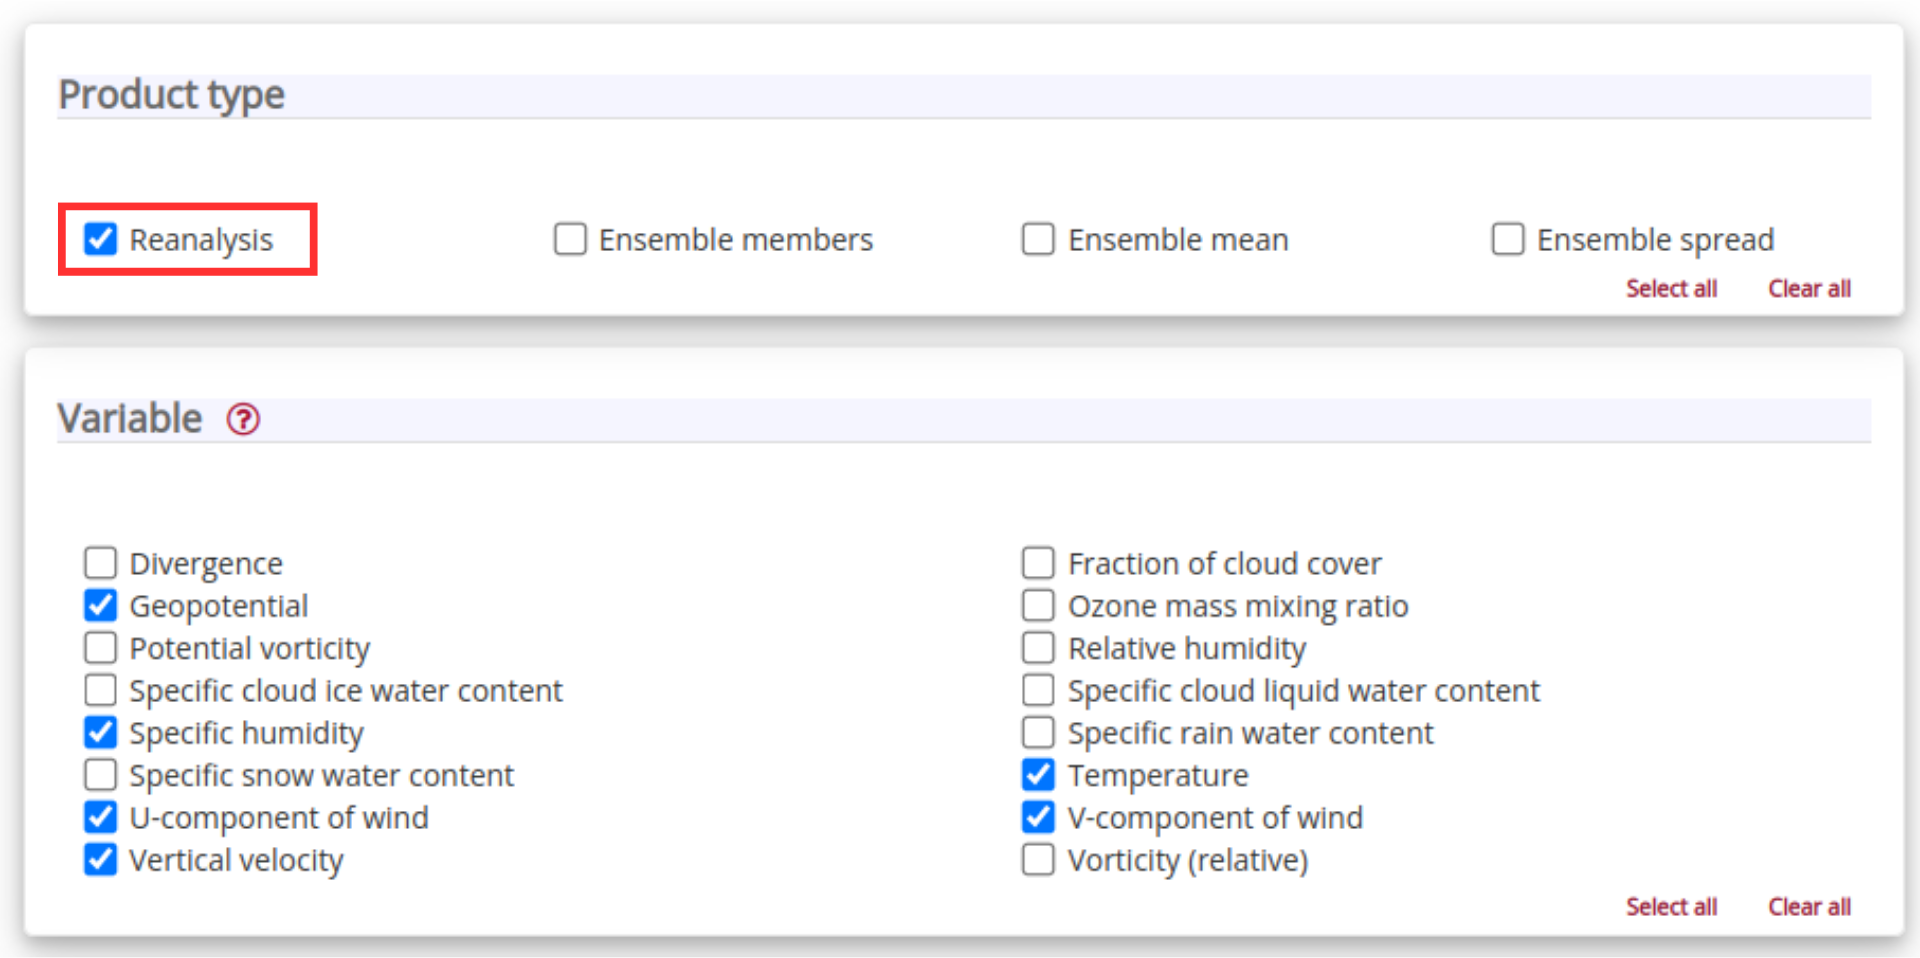 Product type
Reanalysis Ensemble members Ensemble mean Ensemble spread
Select all Clear all
Variable ?
Divergence Fraction of cloud cover
Geopotential Ozone mass mixing ratio
Potential vorticity Relative humidity
Specific cloud ice water content Specific cloud liquid water content
Specific humidity Specific rain water content
Specific snow water content Temperature
U-component of wind V-component of wind
Vertical velocity Vorticity (relative)
Select all Clear all